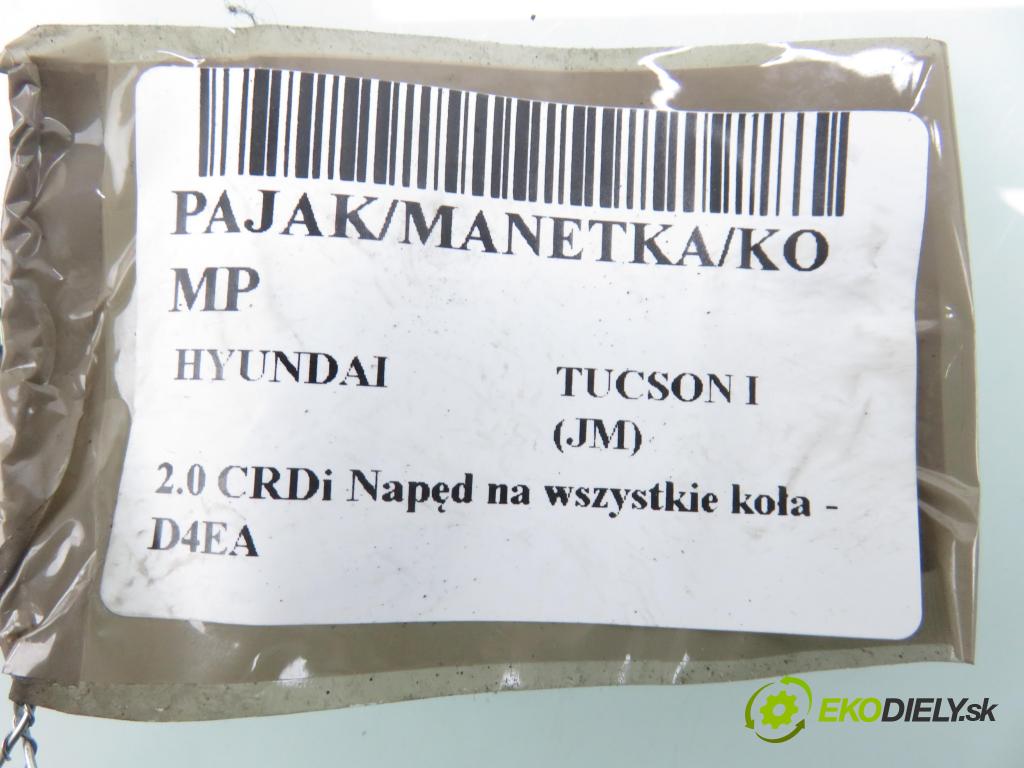 PAJAK/MANETKA/KO
MP
HYUNDAI
TUCSON I
(JM)
2.0 CRDi Napęd na wszystkie koła -
D4EA
EKODIELY.sk